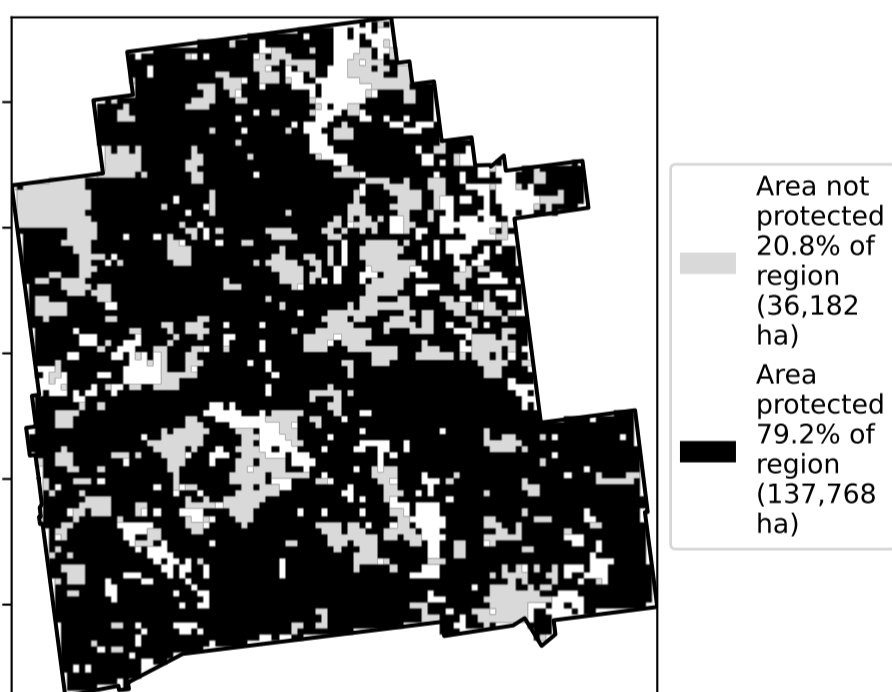 Area not
protected
20.8% of
region
(36,182
ha)
Area
protected
79.2% of
region
(137,768
ha)